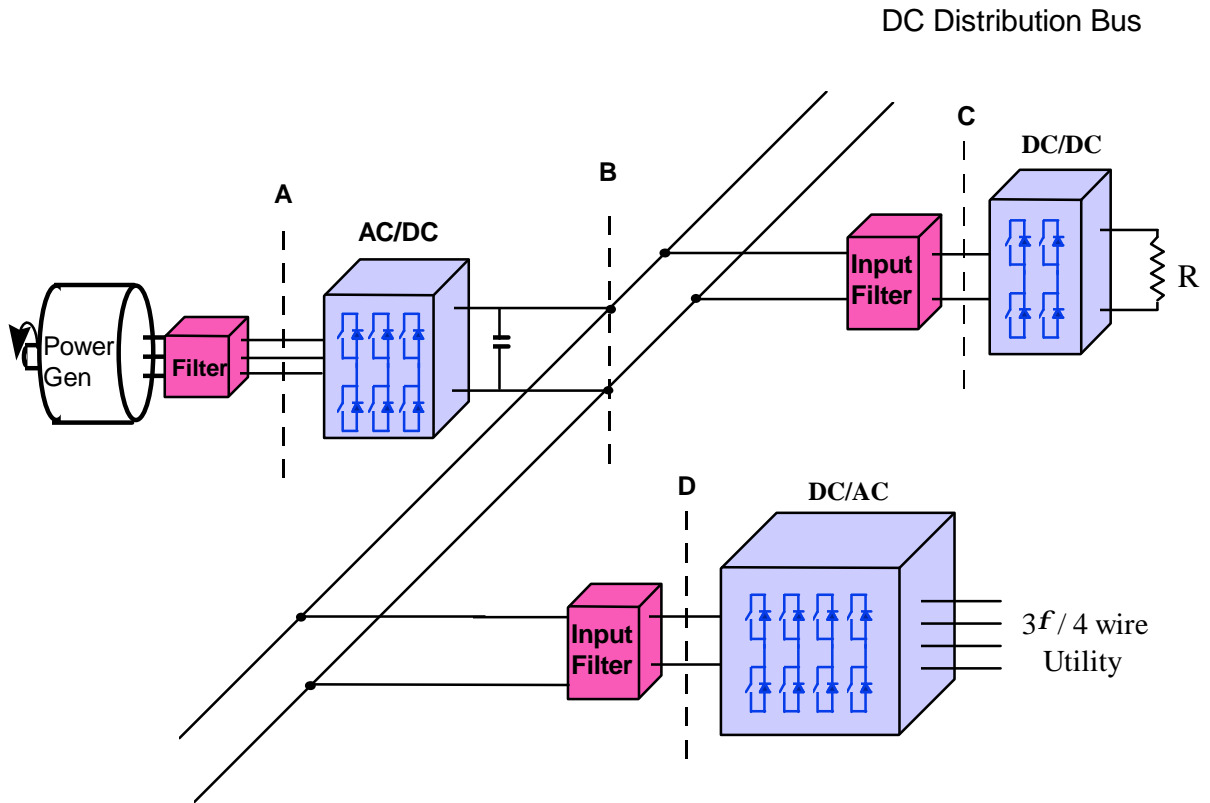 DC Distribution Bus
C
DC/DC
B
A
AC/DC
Input
Filter
R
Power
Gen
Filter
D
DC/AC
Input
Filter
3f / 4 wire
Utility